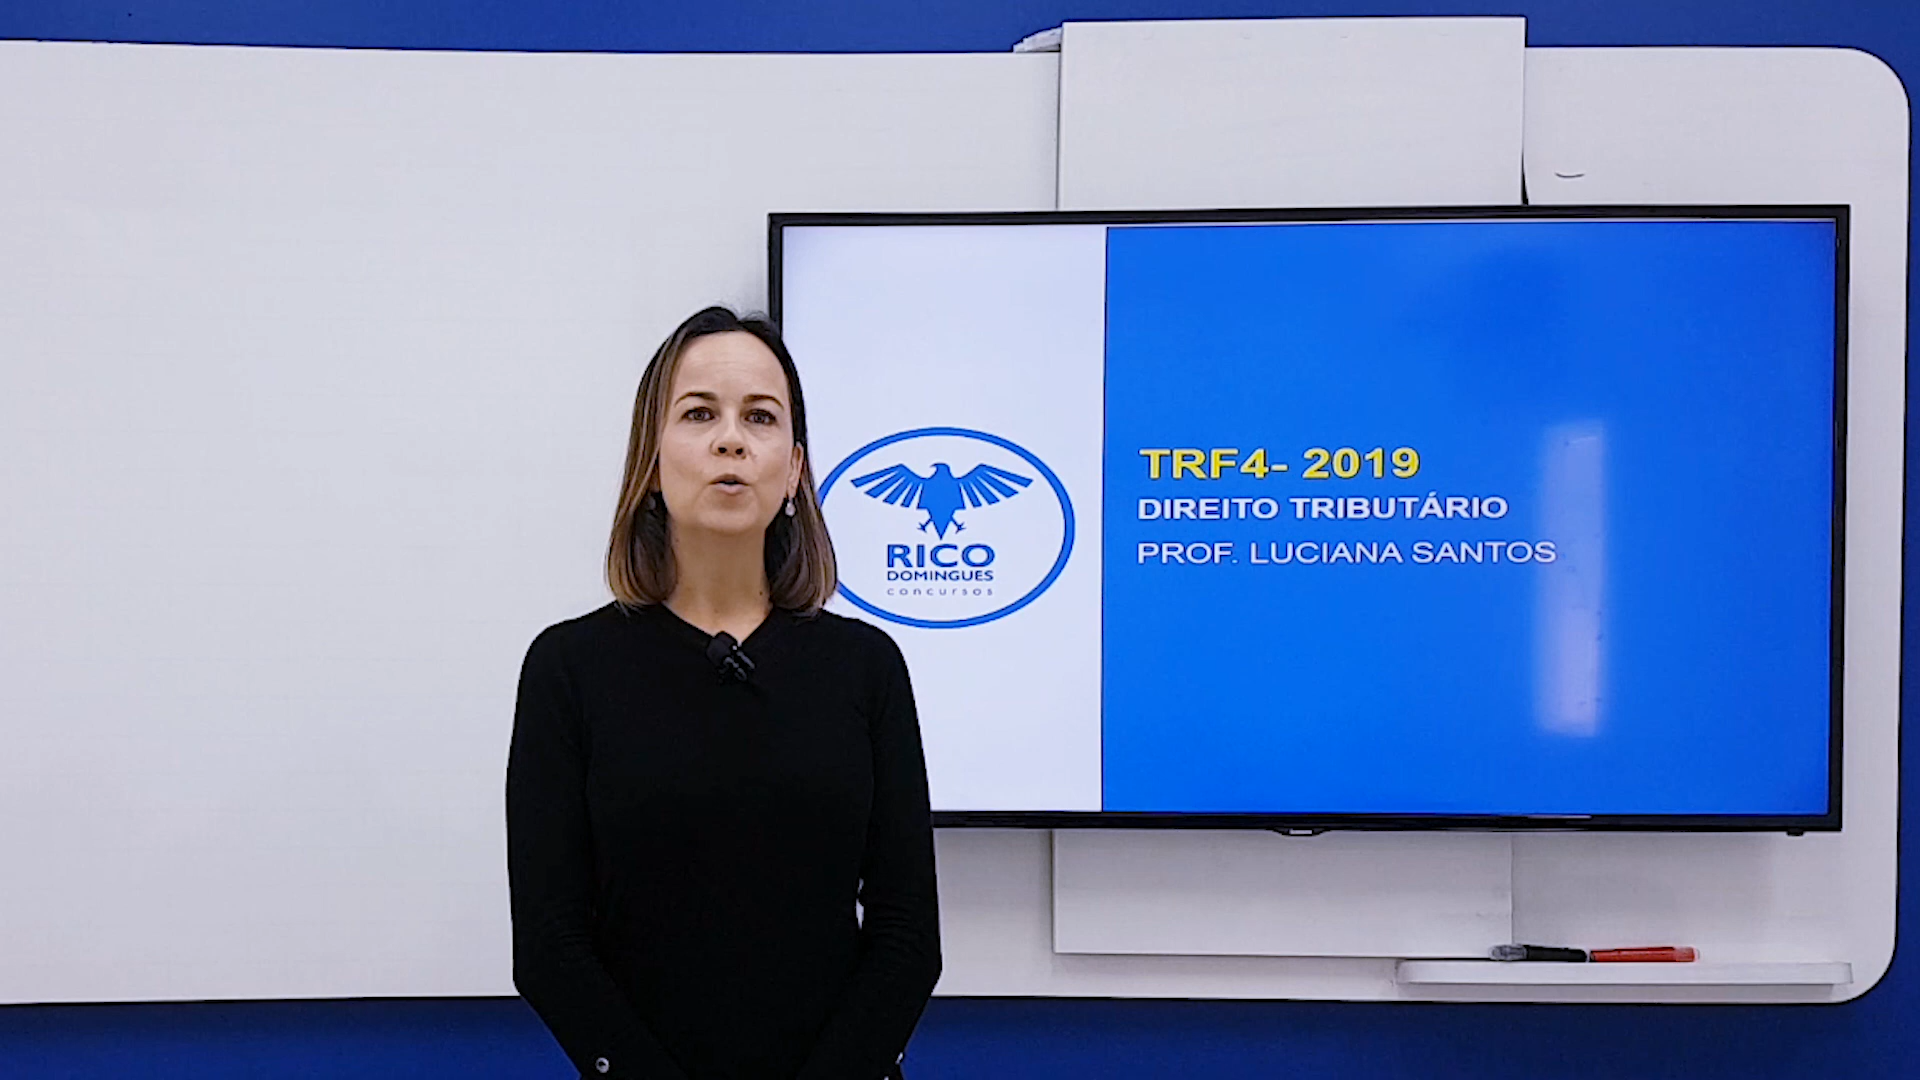 TRF4- 2019
DIREITO TRIBUTÁRIO
PROF. LUCIANA SANTOS
RICO
DOMINGUES
concursos